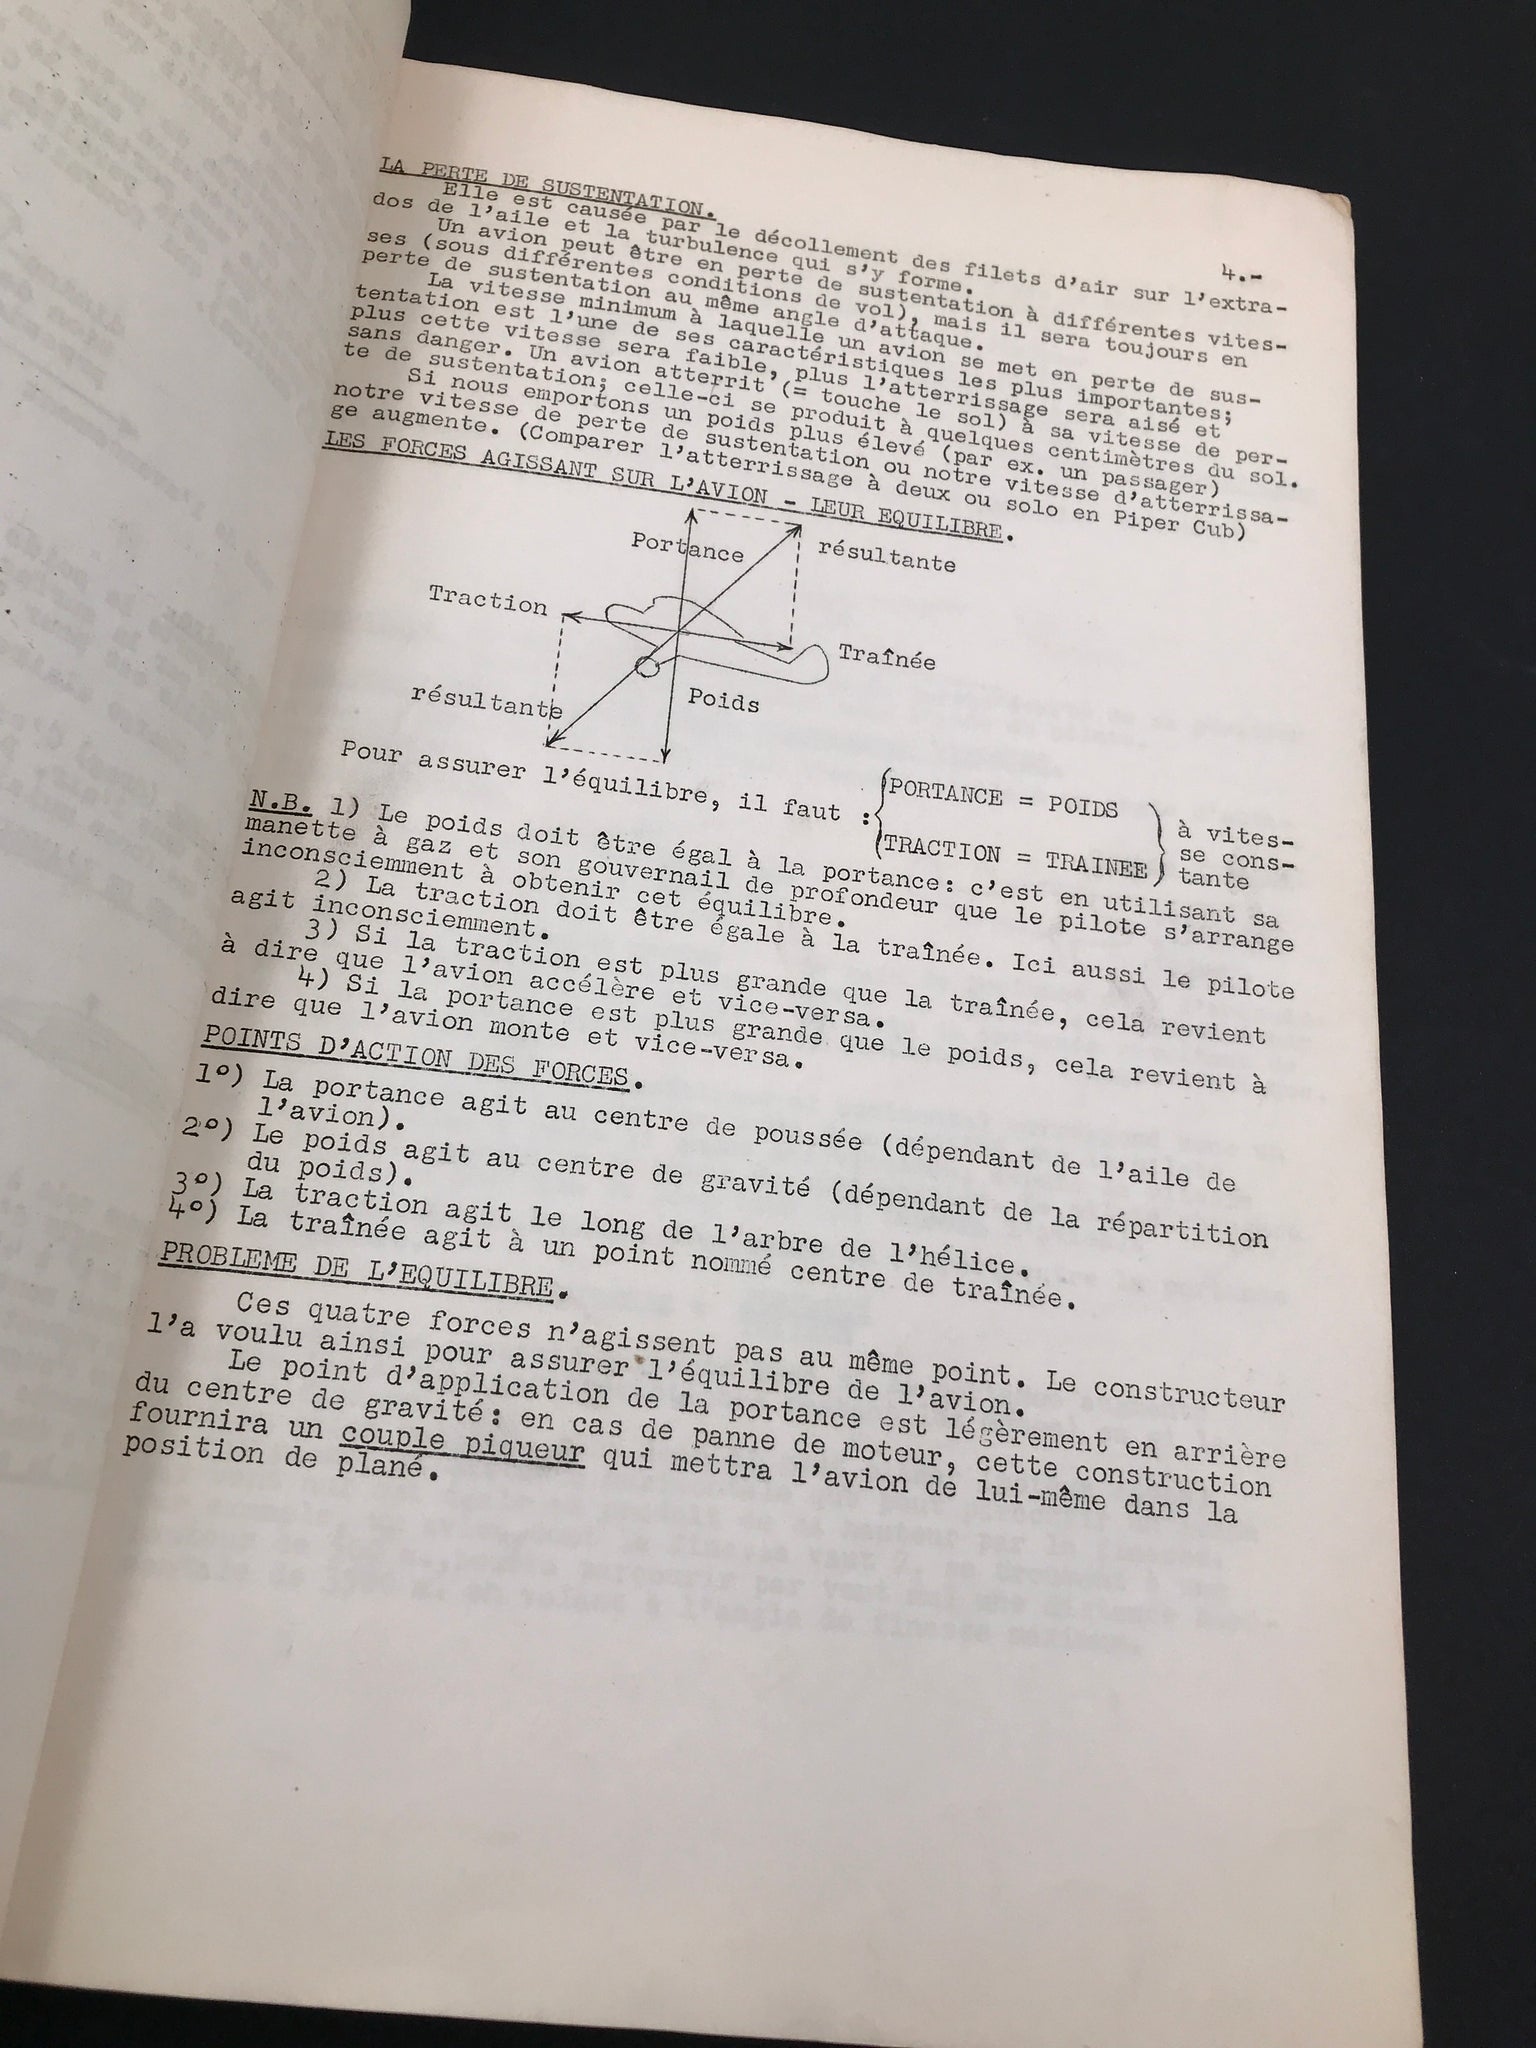 4.-
LA PERTE DE SUSTENTATION.
Elle est causée par le décollement des filets d'air sur l'extra-
dos de l'aile et la turbulence qui s'y forme.
Un avion peut être en perte de sustentation à différentes vites-
ses (sous différentes conditions de vol), mais il sera toujours en
perte de sustentation au même angle d'attaque.
La vitesse minimum à laquelle un avion se met en perte de sus-
tentation est l'une de ses caractéristiques les plus importantes;
plus cette vitesse sera faible, plus l'atterrissage sera aisé et
sans danger. Un avion atterrit (= touche le sol) à sa vitesse de per-
te de sustentation; celle-ci se produit à quelques centimètres du sol.
Si nous emportons un poids plus élevé (par ex. un passager)
notre vitesse de perte de sustentation ou notre vitesse d'atterrissa-
ge augmente. (Comparer l'atterrissage à deux ou solo en Piper Cub)
LES FORCES AGISSANT SUR L'AVION - LEUR EQUILIBRE.
Portance
résultante
Traction
Traînée
résultante
Poids
Pour assurer l'équilibre, il faut :
PORTANCE = POIDS
TRACTION = TRAINEE
à vites-
se cons-
tante
N.B. 1) Le poids doit être égal à la portance: c'est en utilisant sa
manette à gaz et son gouvernail de profondeur que le pilote s'arrange
inconsciemment à obtenir cet équilibre.
2) La traction doit être égale à la traînée. Ici aussi le pilote
agit inconsciemment.
3) Si la traction est plus grande que la traînée, cela revient
à dire que l'avion accélère et vice-versa.
4) Si la portance est plus grande que le poids, cela revient à
dire que l'avion monte et vice-versa.
POINTS D'ACTION DES FORCES.
1º) La portance agit au centre de poussée (dépendant de l'aile de
l'avion).
2º) Le poids agit au centre de gravité (dépendant de la répartition
du poids).
3º) La traction agit le long de l'arbre de l'hélice.
4º) La traînée agit à un point nommé centre de traînée.
PROBLEME DE L'EQUILIBRE.
Ces quatre forces n'agissent pas au même point. Le constructeur
l'a voulu ainsi pour assurer l'équilibre de l'avion.
Le point d'application de la portance est légèrement en arrière
du centre de gravité: en cas de panne de moteur, cette construction
fournira un couple piqueur qui mettra l'avion de lui-même dans la
position de plané.